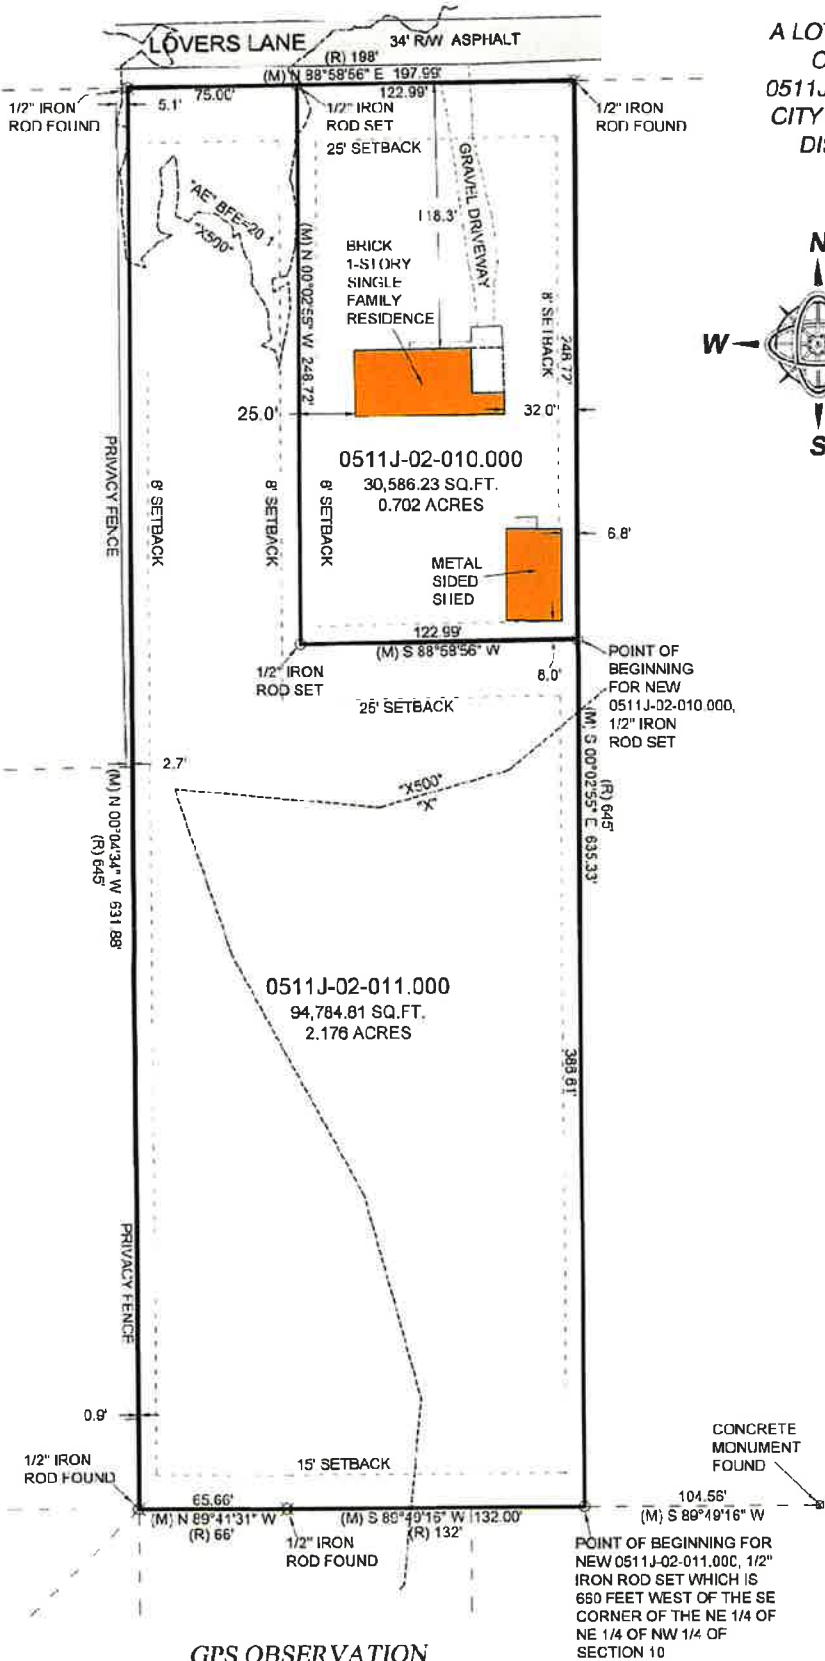 LOVERS LANE
34' R/W ASPHALT
(R) 198'
(M) N 88°58'56" E 197.99'
75.00'
122.99'
5.1'
1/2" IRON
ROD FOUND
1/2" IRON
ROD SET
1/2" IRON
ROD FOUND
A LOT
0511J
CITY
N
W
S
25' SETBACK
"AE" BFE=20.1
"X500"
GRAVEL DRIVEWAY
118.3'
BRICK
1-STORY
SINGLE
FAMILY
RESIDENCE
(M) N 00°02'55" W 248.72'
8' SETBACK
248.72'
25.0'
32.0'
0511J-02-010.000
30,586.23 SQ.FT.
0.702 ACRES
PRIVACY FENCE
8' SETBACK
8' SETBACK
8' SETBACK
6.8'
METAL
SIDED
SHED
122.99'
(M) S 88°58'56" W
1/2" IRON
ROD SET
8.0'
POINT OF
BEGINNING
FOR NEW
0511J-02-010.000,
1/2" IRON
ROD SET
25' SETBACK
2.7'
"X500"
"X"
(M) N 00°04'34" W 631.88'
(R) 645'
(R) 645'
(M) S 00°02'55" E 635.33'
0511J-02-011.000
94,784.81 SQ.FT.
2.176 ACRES
386.61'
PRIVACY FENCE
0.9'
15' SETBACK
1/2" IRON
ROD FOUND
CONCRETE
MONUMENT
FOUND
65.66'
(M) N 89°41'31" W
(R) 66'
1/2" IRON
ROD FOUND
(M) S 89°49'16" W 132.00'
(R) 132'
104.56'
(M) S 89°49'16" W
POINT OF BEGINNING FOR
NEW 0511J-02-011.000, 1/2"
IRON ROD SET WHICH IS
660 FEET WEST OF THE SE
CORNER OF THE NE 1/4 OF
NE 1/4 OF NW 1/4 OF
SECTION 10
GPS OBSERVATION